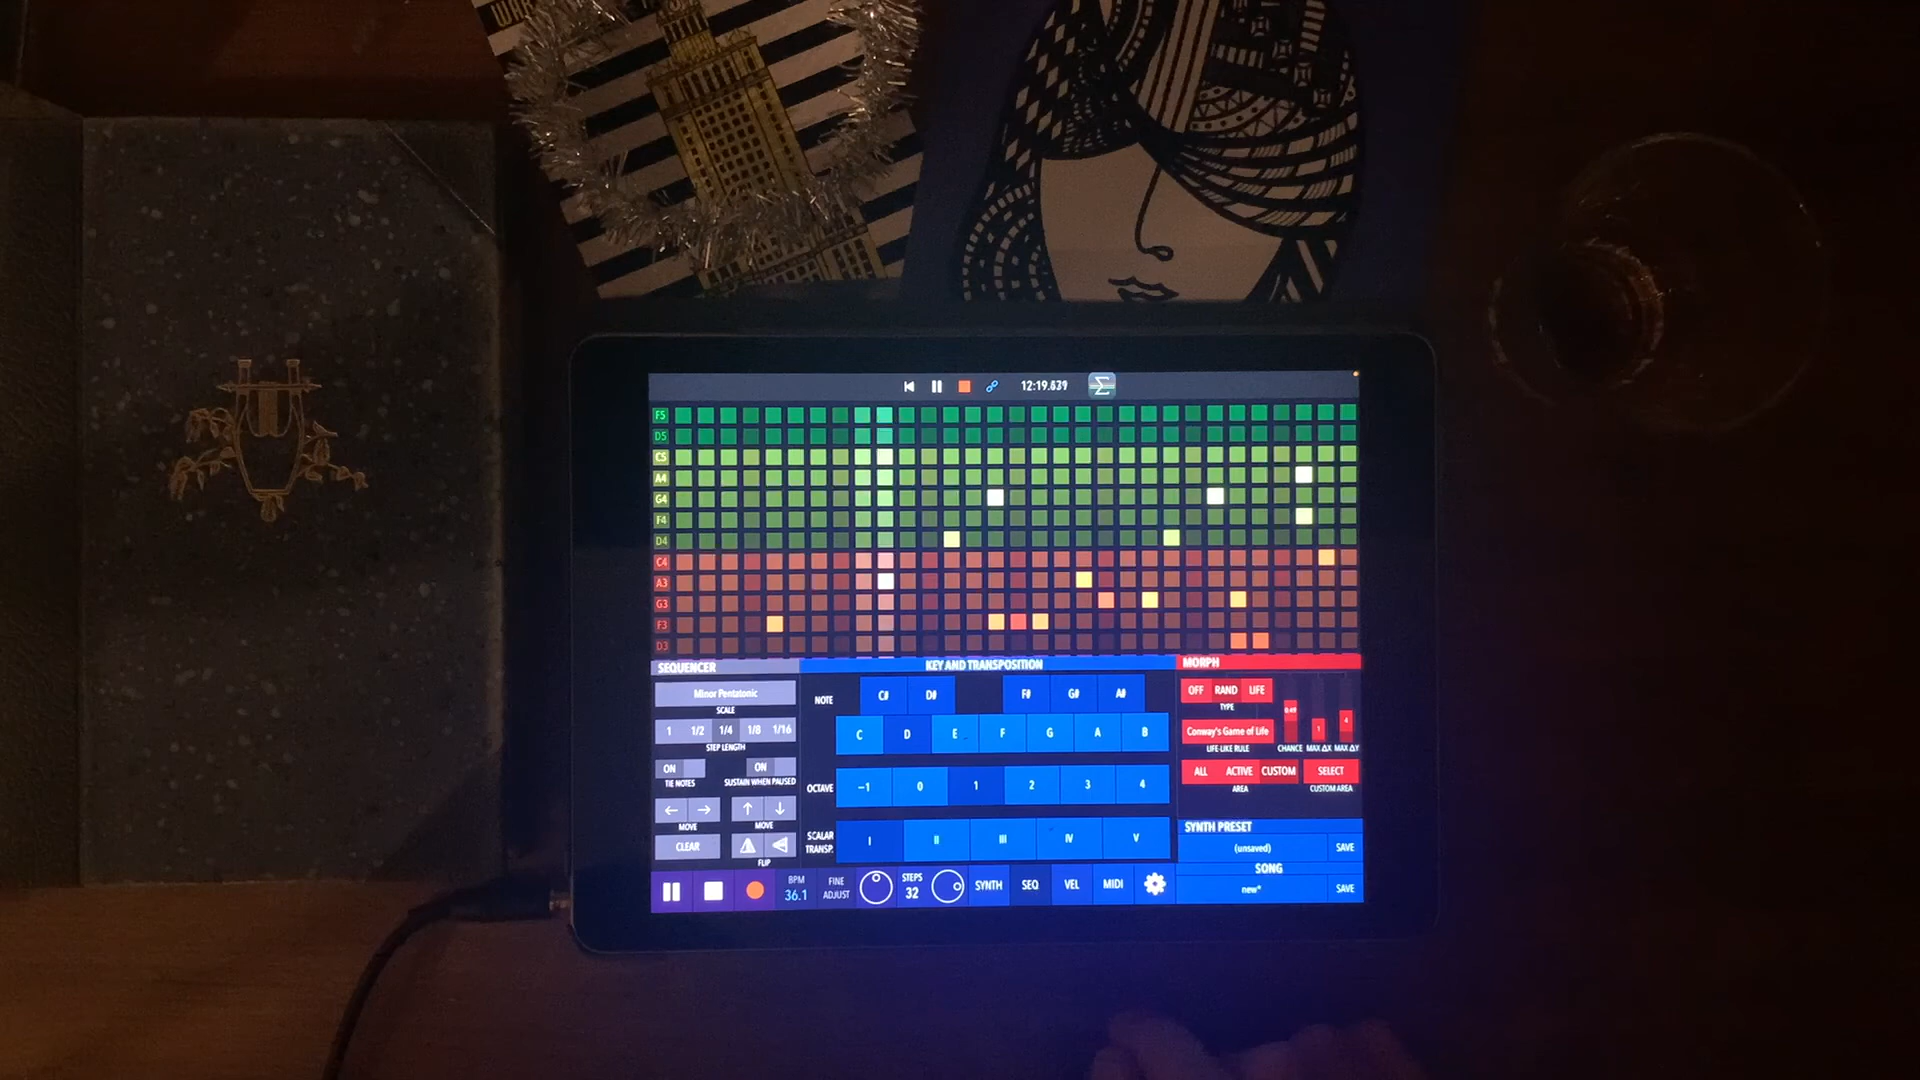 WAR
12:19.639
F5
D5
C5
A4
G4
F4
D4
C4
A3
G3
F3
D3
SEQUENCER
Minor Pentatonic
SCALE
1 1/2 1/4 1/8 1/16
STEP LENGTH
ON
TIE NOTES
ON
SUSTAIN WHEN PAUSED
MOVE
MOVE
CLEAR
FLIP
KEY AND TRANSPOSITION
NOTE
C# D# F# G# A#
C D E F G A B
OCTAVE
-1 0 1 2 3 4
SCALAR
TRANSP.
I II III IV V
MORPH
OFF RAND LIFE
TYPE
Conway's Game of Life
LIFE-LIKE RULE
0.49
CHANCE
1
MAX ΔX
4
MAX ΔY
ALL ACTIVE CUSTOM
AREA
SELECT
CUSTOM AREA
SYNTH PRESET
(unsaved) SAVE
SONG
new* SAVE
BPM
36.1
FINE
ADJUST
STEPS
32
SYNTH SEQ VEL MIDI